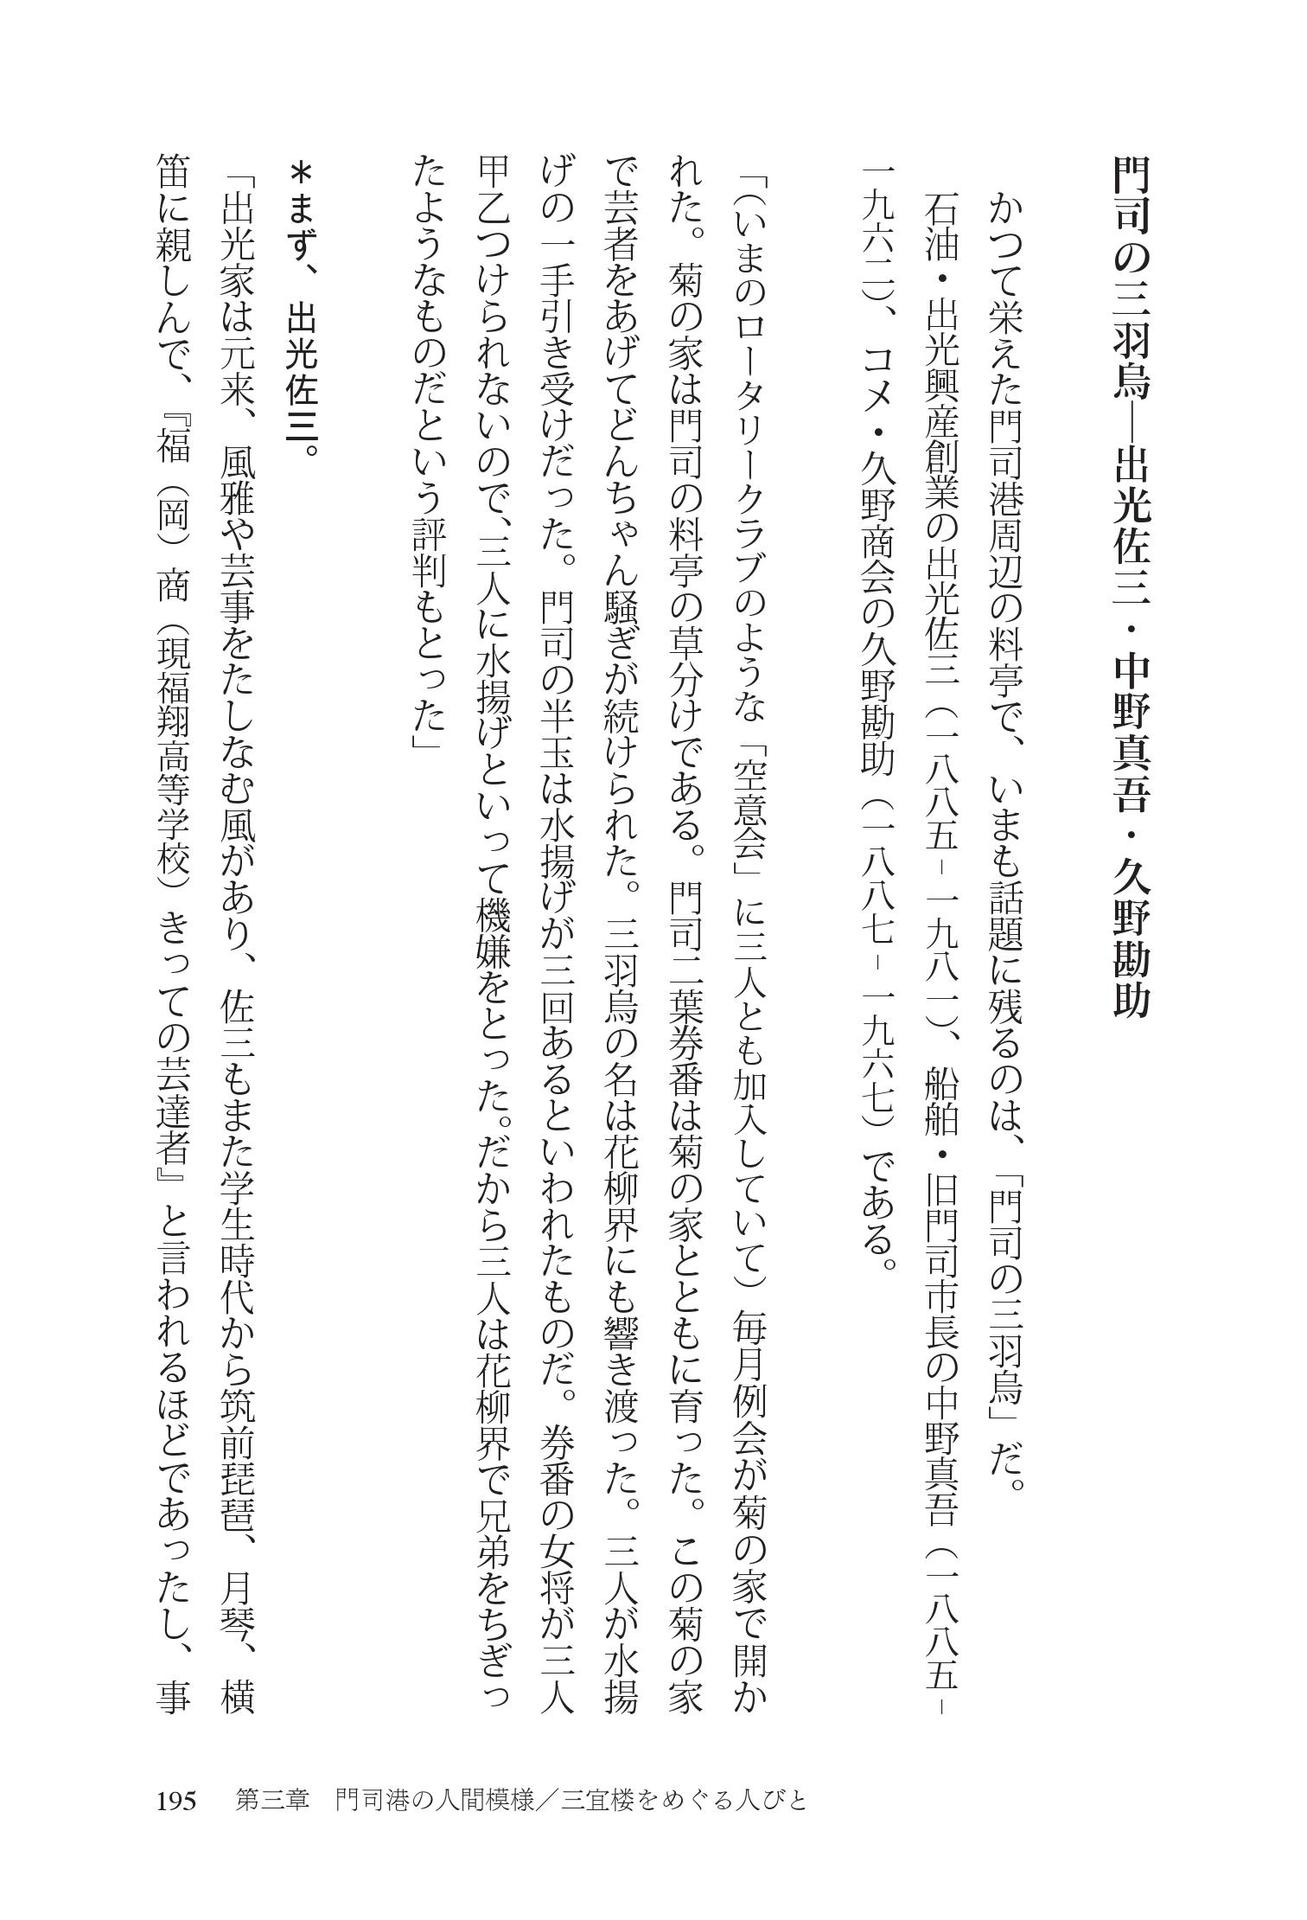 門司の三羽烏―出光佐三・中野真吾・久野勘助
かつて栄えた門司港周辺の料亭で、いまも話題に残るのは、「門司の三羽烏」だ。
石油・出光興産創業の出光佐三（一八八五－一九八一）、船舶・旧門司市長の中野真吾（一八八五－
一九六二）、コメ・久野商会の久野勘助（一八八七－一九六七）である。
「（いまのロータリークラブのような「空意会」に三人とも加入していて）毎月例会が菊の家で開か
れた。菊の家は門司の料亭の草分けである。門司二葉券番は菊の家とともに育った。この菊の家
で芸者をあげてどんちゃん騒ぎが続けられた。三羽烏の名は花柳界にも響き渡った。三人が水揚
げの一手引き受けだった。門司の半玉は水揚げが三回あるといわれたものだ。券番の女将が三人
甲乙つけられないので、三人に水揚げといって機嫌をとった。だから三人は花柳界で兄弟をちぎっ
たようなものだという評判もとった」
＊まず、出光佐三。
「出光家は元来、風雅や芸事をたしなむ風があり、佐三もまた学生時代から筑前琵琶、月琴、横
笛に親しんで、『福（岡）商（現福翔高等学校）きっての芸達者』と言われるほどであったし、事
195 第三章　門司港の人間模様／三宜楼をめぐる人びと